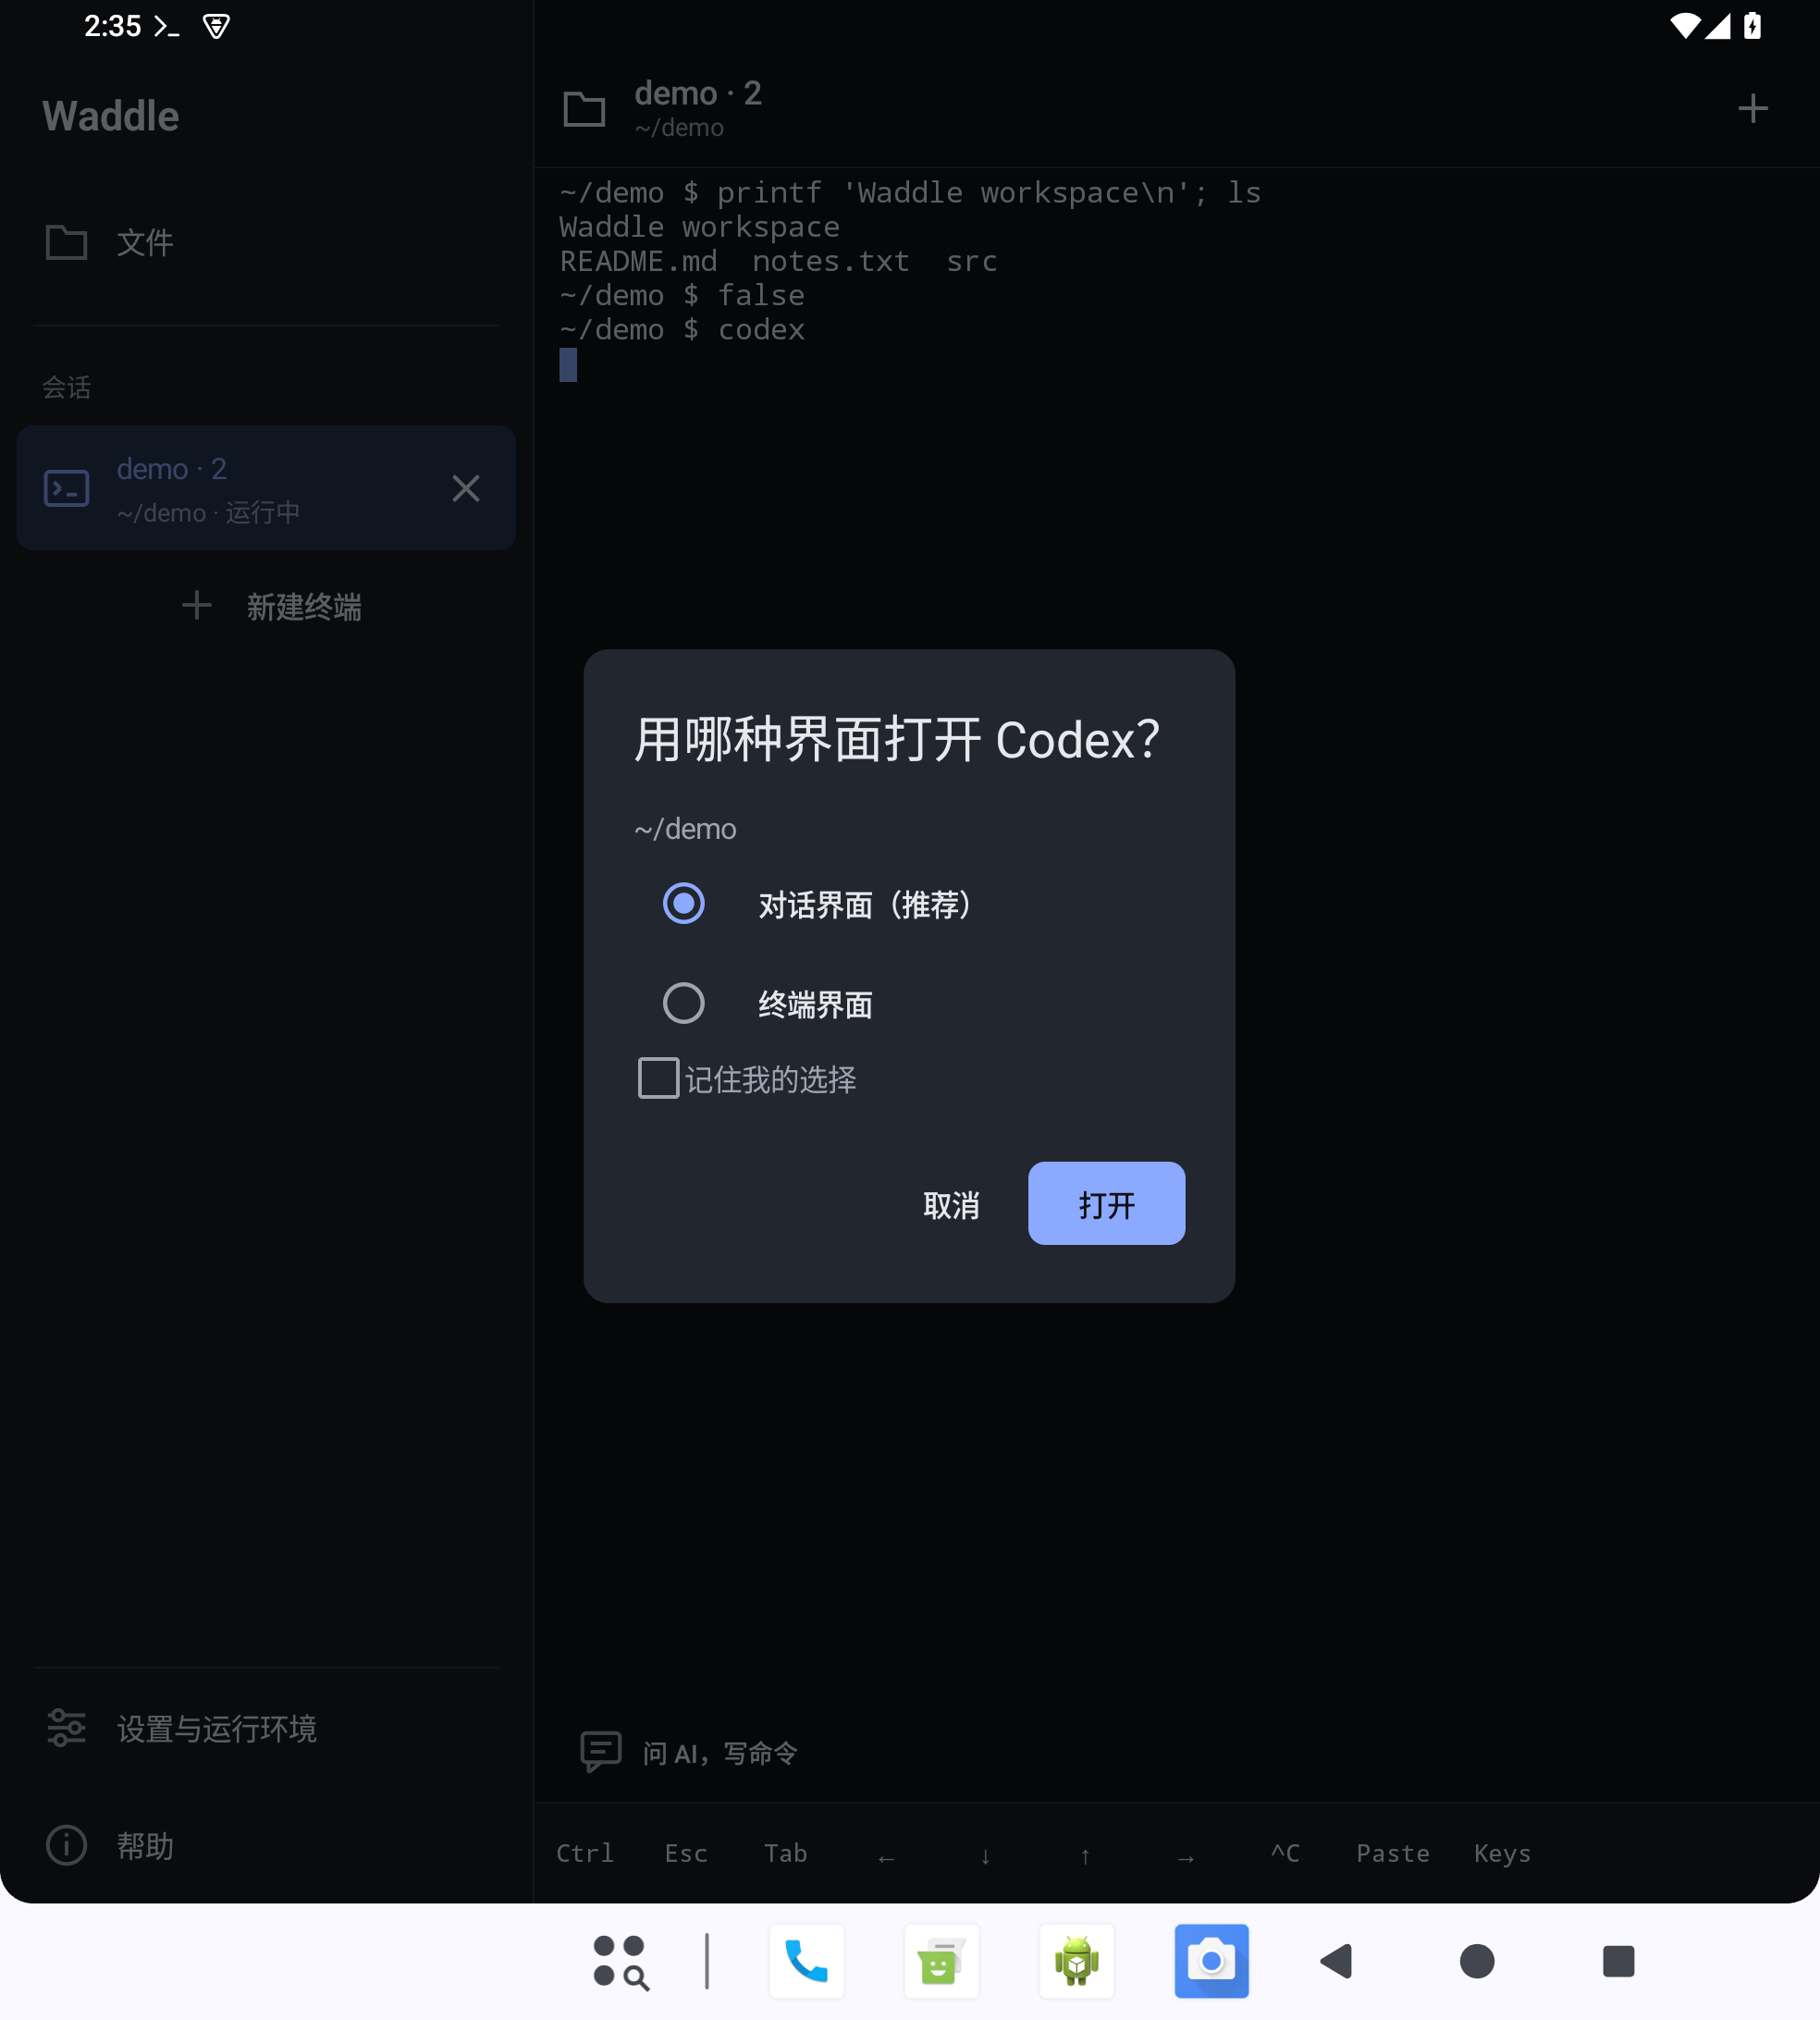 2:35
Waddle
文件
会话
demo · 2
~/demo · 运行中
新建终端
设置与运行环境
帮助
demo · 2
~/demo
~/demo $ printf 'Waddle workspace\n'; ls
Waddle workspace
README.md  notes.txt  src
~/demo $ false
~/demo $ codex
用哪种界面打开 Codex？
~/demo
对话界面（推荐）
终端界面
记住我的选择
取消 打开
问 AI，写命令
Ctrl Esc Tab ← ↓ ↑ → ^C Paste Keys